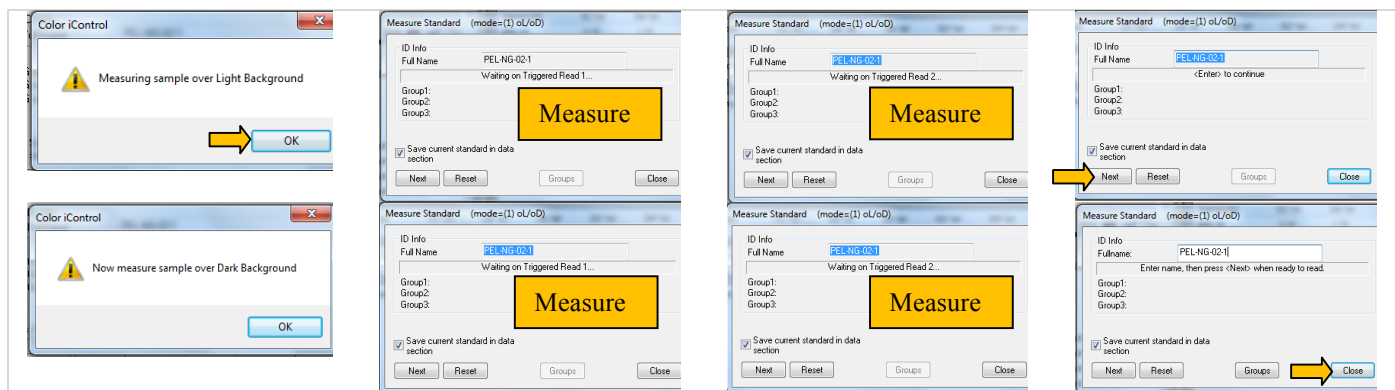 Color iControl
Measuring sample over Light Background
OK
Measure Standard (mode=(1) oL/oD)
ID Info
Full Name PEL-NG-02-1
Waiting on Triggered Read 1...
Group1:
Group2:
Group3:
Measure
Save current standard in data
section
Next Reset Groups Close
Measure Standard (mode=(1) oL/oD)
ID Info
Full Name PEL-NG-02-1
Waiting on Triggered Read 2...
Group1:
Group2:
Group3:
Measure
Save current standard in data
section
Next Reset Groups Close
Measure Standard (mode=(1) oL/oD)
ID Info
Full Name PEL-NG-02-1
<Enter> to continue
Group1:
Group2:
Group3:
Save current standard in data
section
Next Reset Groups Close
Color iControl
Now measure sample over Dark Background
OK
Measure Standard (mode=(1) oL/oD)
ID Info
Full Name PEL-NG-02-1
Waiting on Triggered Read 1...
Group1:
Group2:
Group3:
Measure
Save current standard in data
section
Next Reset Groups Close
Measure Standard (mode=(1) oL/oD)
ID Info
Full Name PEL-NG-02-1
Waiting on Triggered Read 2...
Group1:
Group2:
Group3:
Measure
Save current standard in data
section
Next Reset Groups Close
Measure Standard (mode=(1) oL/oD)
ID Info
Fullname: PEL-NG-02-1
Enter name, then press <Next> when ready to read.
Group1:
Group2:
Group3:
Save current standard in data
section
Next Reset Groups Close